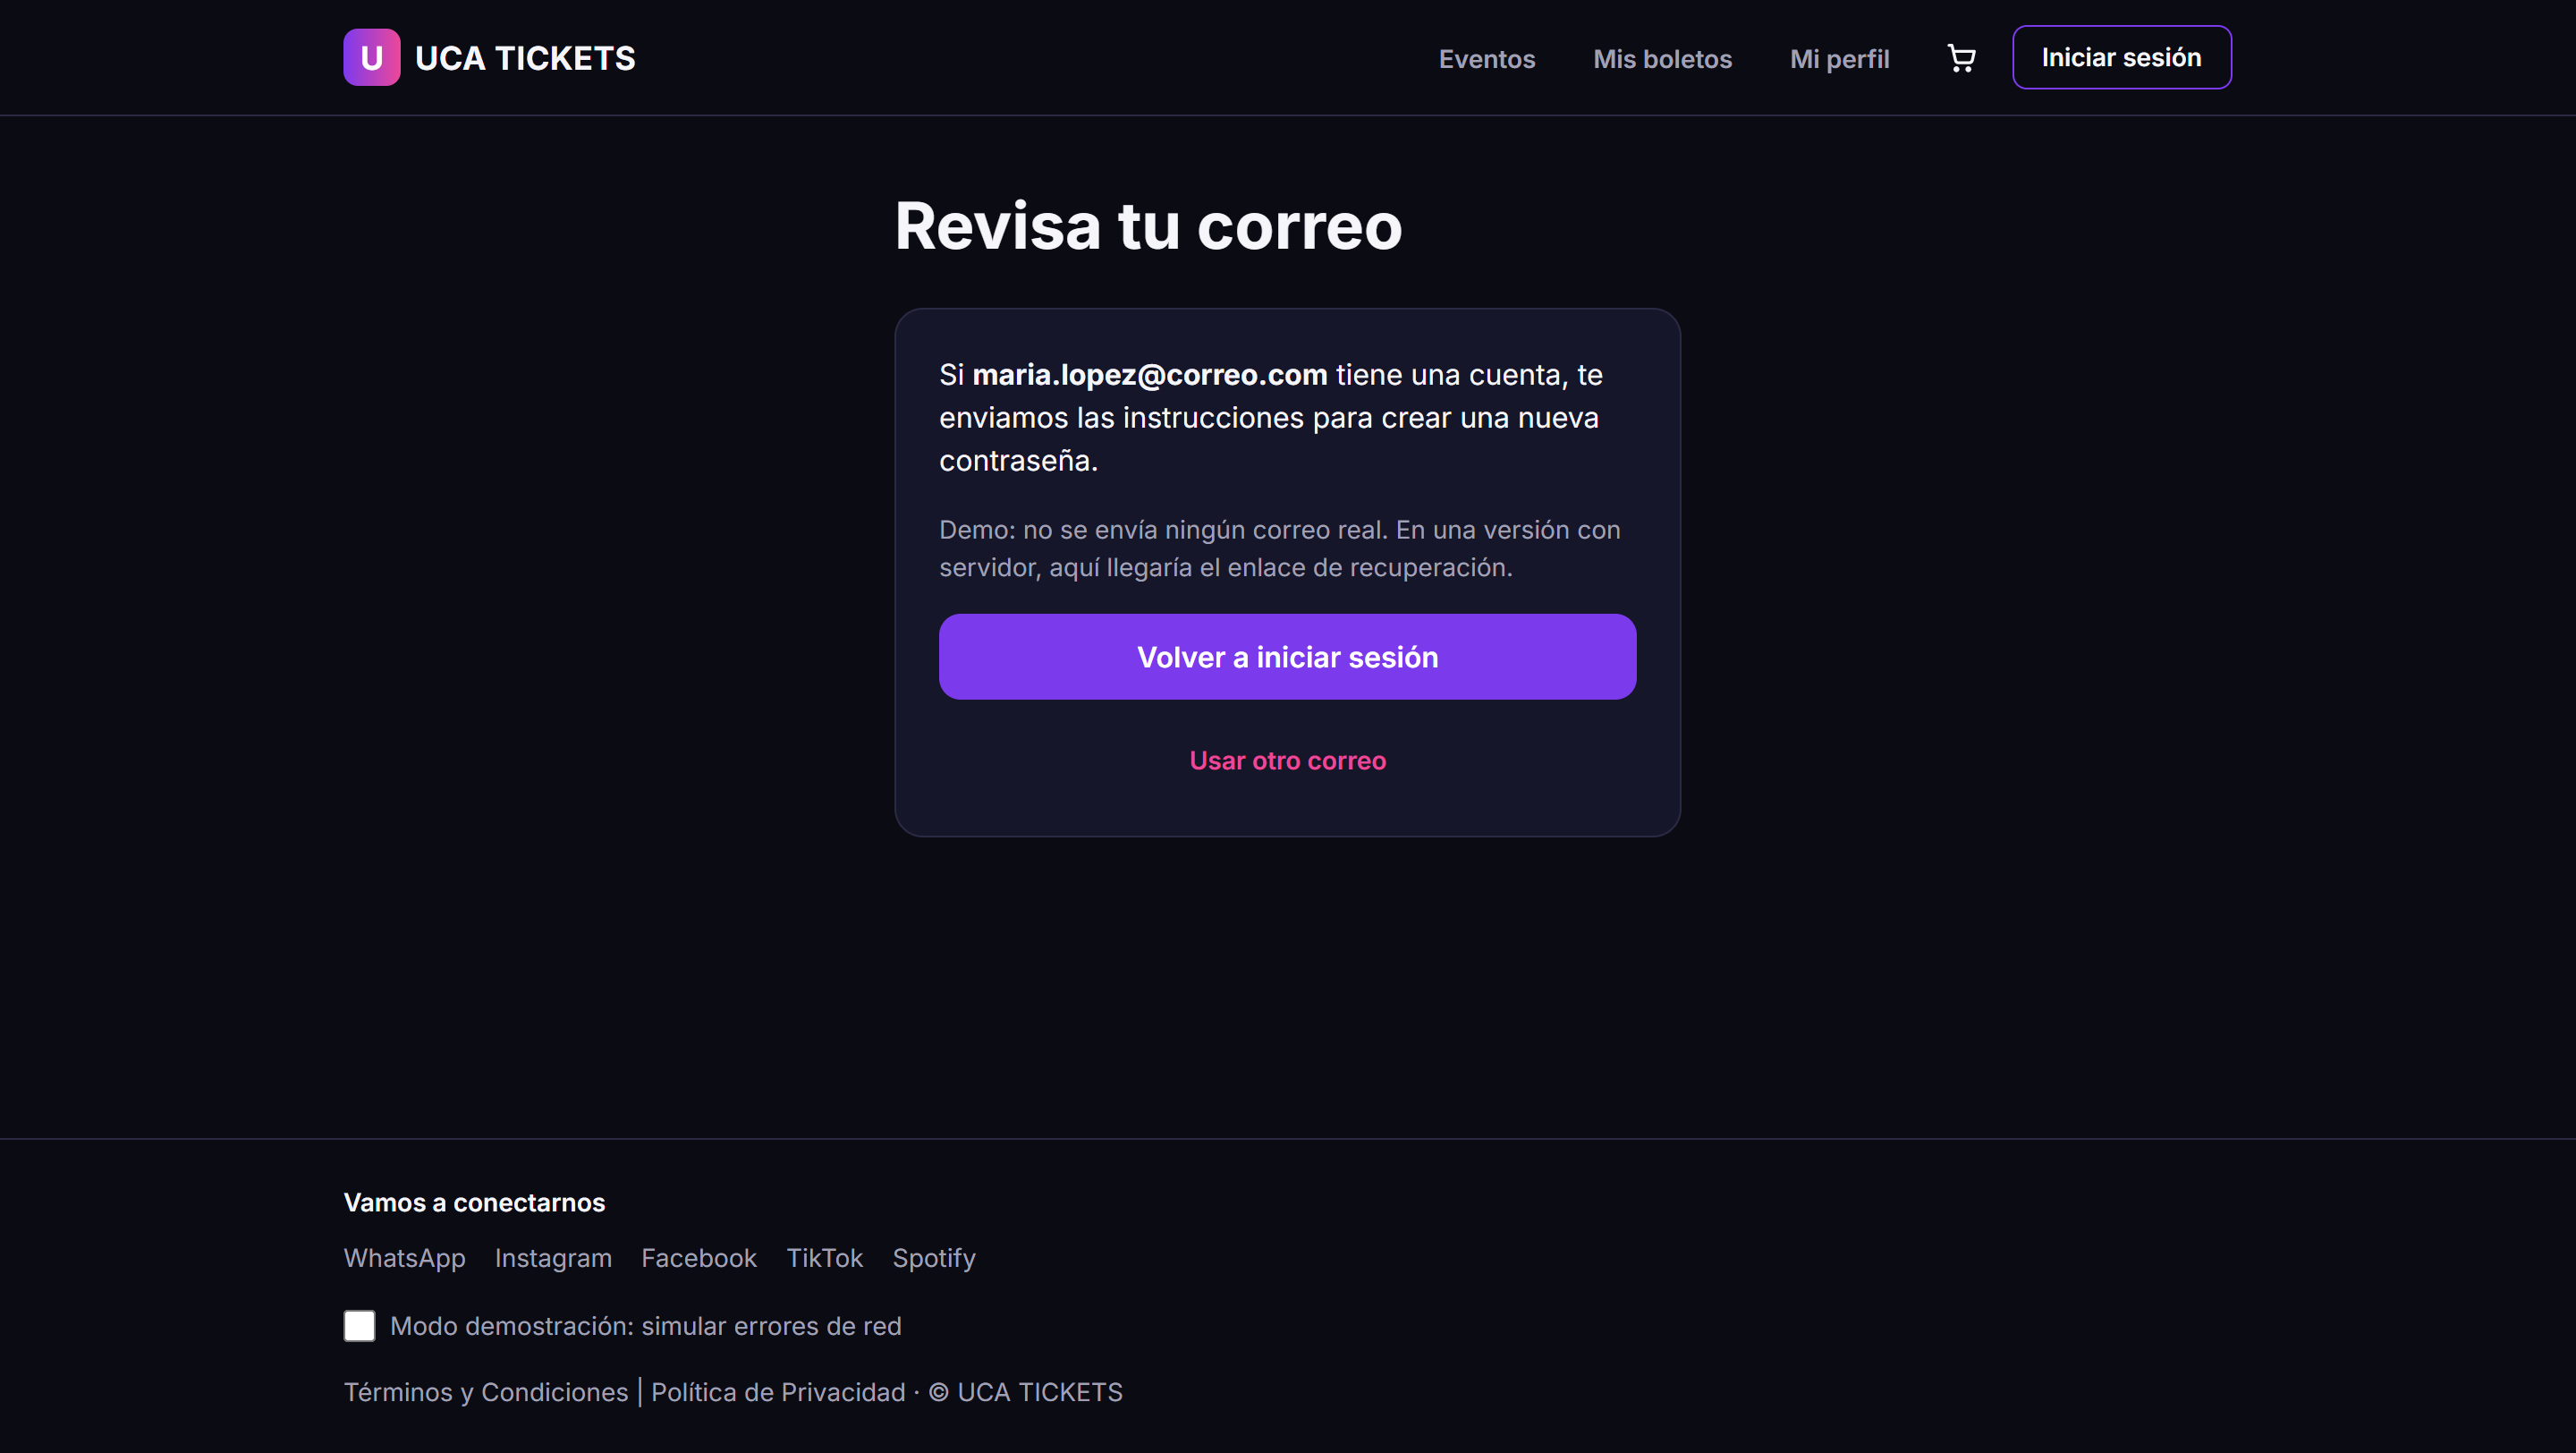 U UCA TICKETS
Eventos Mis boletos Mi perfil Iniciar sesión
Revisa tu correo
Si maria.lopez@correo.com tiene una cuenta, te
enviamos las instrucciones para crear una nueva
contraseña.
Demo: no se envía ningún correo real. En una versión con
servidor, aquí llegaría el enlace de recuperación.
Volver a iniciar sesión
Usar otro correo
Vamos a conectarnos
WhatsApp Instagram Facebook TikTok Spotify
Modo demostración: simular errores de red
Términos y Condiciones | Política de Privacidad · © UCA TICKETS